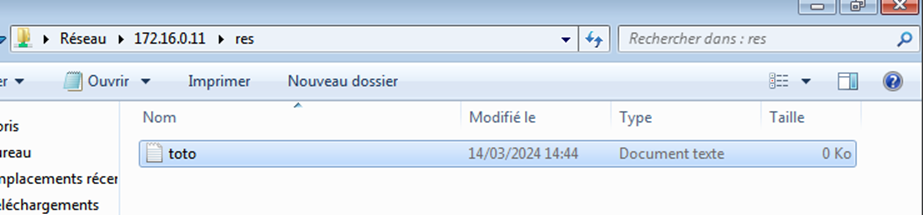 Réseau 172.16.0.11 res
Rechercher dans : res
er Ouvrir Imprimer Nouveau dossier
Nom Modifié le Type Taille
oris
toto 14/03/2024 14:44 Document texte 0 Ko
ureau
nplacements récer
léchargements